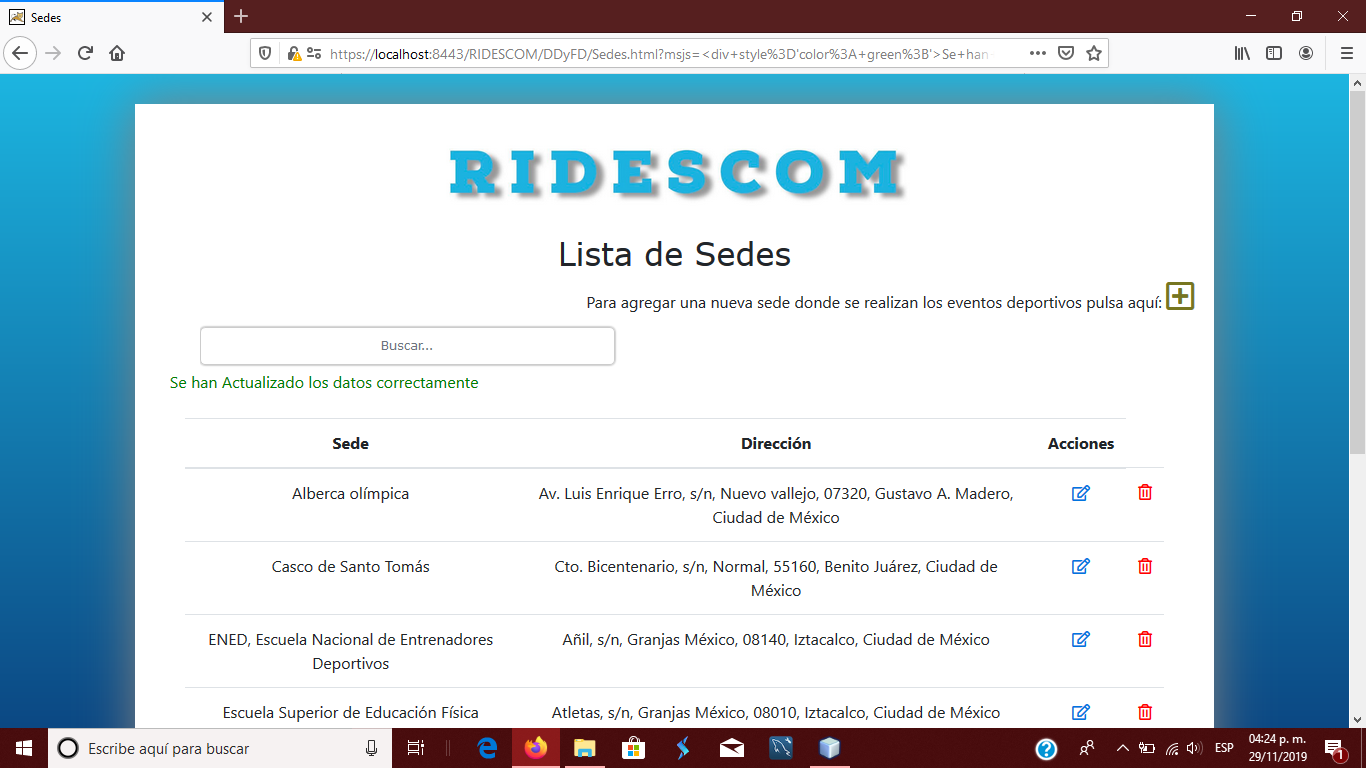 Sedes
https://localhost:8443/RIDESCOM/DDyFD/Sedes.html?msjs=<div+style%3D'color%3A+green%3B'>Se+han
RIDESCOM
Lista de Sedes
Para agregar una nueva sede donde se realizan los eventos deportivos pulsa aquí:
Buscar...
Se han Actualizado los datos correctamente
Sede Dirección Acciones
Alberca olímpica Av. Luis Enrique Erro, s/n, Nuevo vallejo, 07320, Gustavo A. Madero,
Ciudad de México
Casco de Santo Tomás Cto. Bicentenario, s/n, Normal, 55160, Benito Juárez, Ciudad de
México
ENED, Escuela Nacional de Entrenadores Añil, s/n, Granjas México, 08140, Iztacalco, Ciudad de México
Deportivos
Escuela Superior de Educación Física Atletas, s/n, Granjas México, 08010, Iztacalco, Ciudad de México
Escribe aquí para buscar
ESP
04:24 p. m.
29/11/2019
1